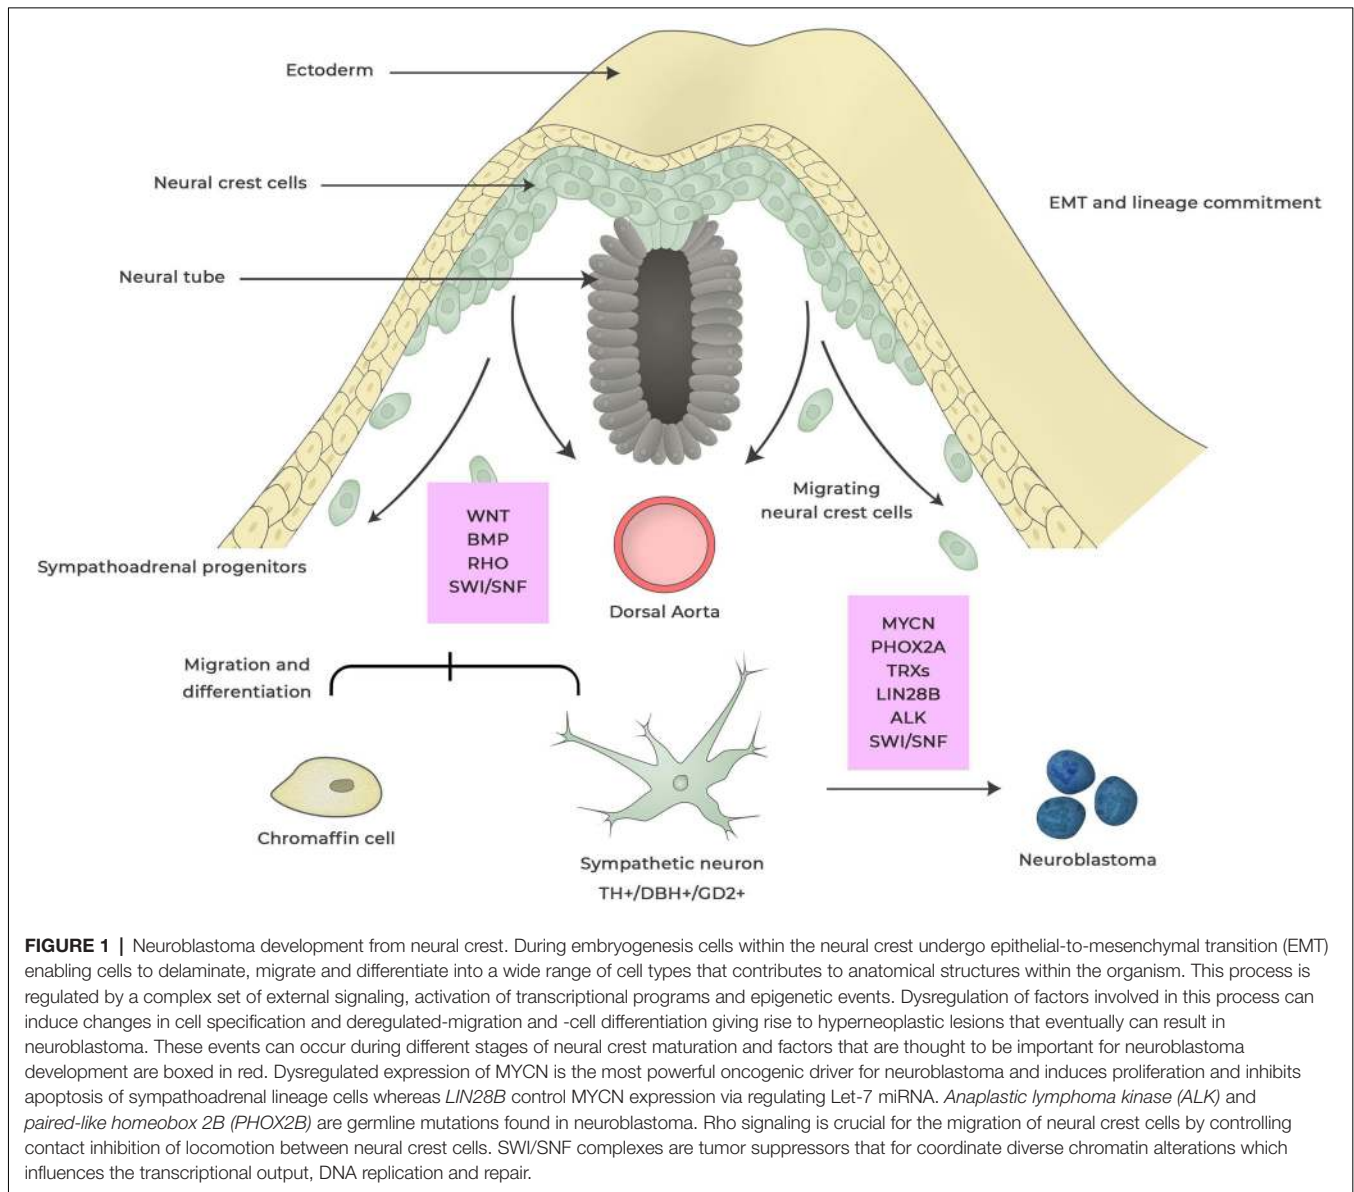 Ectoderm
Neural crest cells
EMT and lineage commitment
Neural tube
Migrating
neural crest cells
WNT
BMP
RHO
SWI/SNF
Sympathoadrenal progenitors
Dorsal Aorta
MYCN
PHOX2A
TRXs
LIN28B
ALK
SWI/SNF
Migration and
differentiation
Chromaffin cell
Sympathetic neuron
TH+/DBH+/GD2+
Neuroblastoma
FIGURE 1 | Neuroblastoma development from neural crest. During embryogenesis cells within the neural crest undergo epithelial-to-mesenchymal transition (EMT)
enabling cells to delaminate, migrate and differentiate into a wide range of cell types that contributes to anatomical structures within the organism. This process is
regulated by a complex set of external signaling, activation of transcriptional programs and epigenetic events. Dysregulation of factors involved in this process can
induce changes in cell specification and deregulated-migration and -cell differentiation giving rise to hyperneoplastic lesions that eventually can result in
neuroblastoma. These events can occur during different stages of neural crest maturation and factors that are thought to be important for neuroblastoma
development are boxed in red. Dysregulated expression of MYCN is the most powerful oncogenic driver for neuroblastoma and induces proliferation and inhibits
apoptosis of sympathoadrenal lineage cells whereas LIN28B control MYCN expression via regulating Let-7 miRNA. Anaplastic lymphoma kinase (ALK) and
paired-like homeobox 2B (PHOX2B) are germline mutations found in neuroblastoma. Rho signaling is crucial for the migration of neural crest cells by controlling
contact inhibition of locomotion between neural crest cells. SWI/SNF complexes are tumor suppressors that for coordinate diverse chromatin alterations which
influences the transcriptional output, DNA replication and repair.